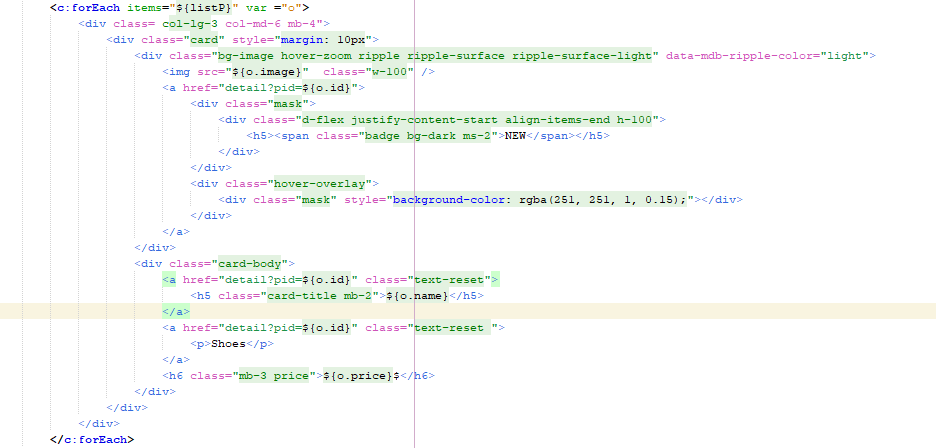 <c:forEach items="${listP}" var ="o">
<div class= col-lg-3 col-md-6 mb-4">
<div class="card" style="margin: 10px">
<div class="bg-image hover-zoom ripple ripple-surface ripple-surface-light" data-mdb-ripple-color="light">
<img src="${o.image}"  class="w-100" />
<a href="detail?pid=${o.id}">
<div class="mask">
<div class="d-flex justify-content-start align-items-end h-100">
<h5><span class="badge bg-dark ms-2">NEW</span></h5>
</div>
</div>
<div class="hover-overlay">
<div class="mask" style="background-color: rgba(251, 251, 1, 0.15);"></div>
</div>
</a>
</div>
<div class="card-body">
<a href="detail?pid=${o.id}" class="text-reset">
<h5 class="card-title mb-2">${o.name}</h5>
</a>
<a href="detail?pid=${o.id}" class="text-reset ">
<p>Shoes</p>
</a>
<h6 class="mb-3 price">${o.price}$</h6>
</div>
</div>
</div>
</c:forEach>